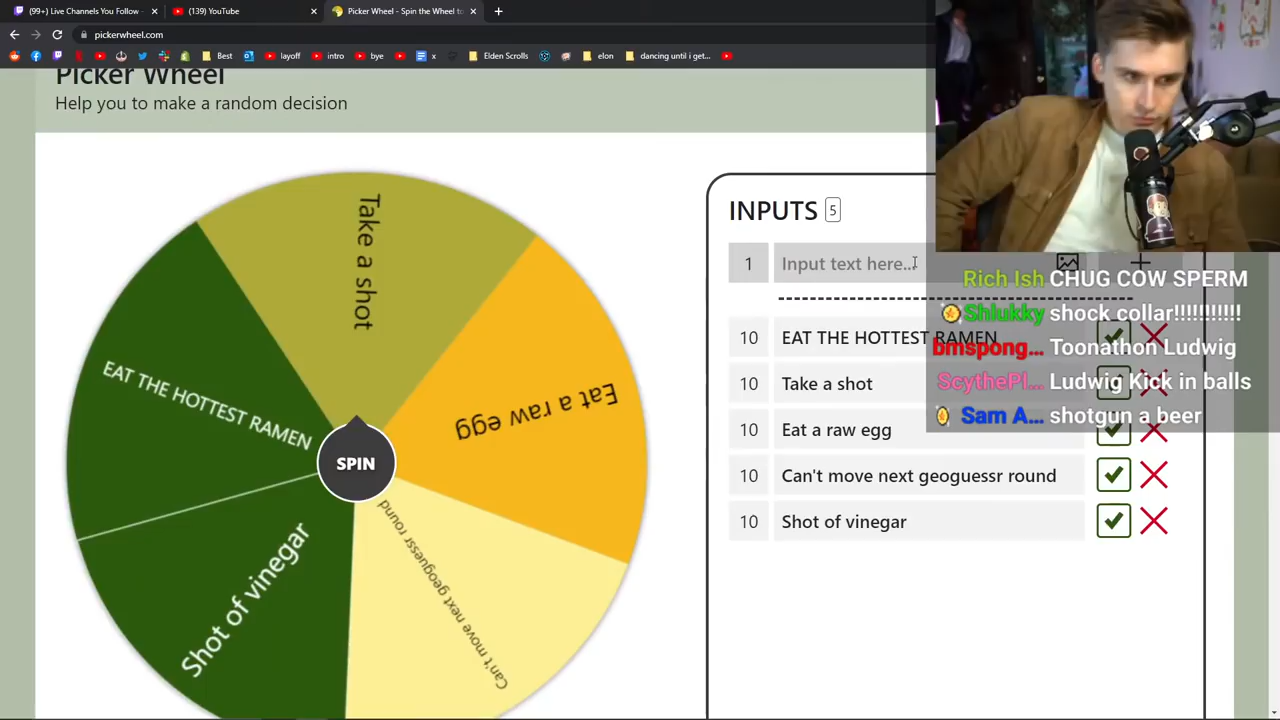 (99+) Live Channels You Follow -
(139) YouTube
Picker Wheel - Spin the Wheel to
pickerwheel.com
Best
layoff
intro
bye
x
Elden Scrolls
elon
dancing until i get...
Picker Wheel
Help you to make a random decision
Take a shot
Eat a raw egg
Can't move next geoguessr round
Shot of vinegar
EAT THE HOTTEST RAMEN
SPIN
INPUTS 5
1 Input text here...
10 EAT THE HOTTEST RAMEN
10 Take a shot
10 Eat a raw egg
10 Can't move next geoguessr round
10 Shot of vinegar
Rich Ish CHUG COW SPERM
Shlukky shock collar!!!!!!!!!!!
bmspong... Toonathon Ludwig
ScythePl... Ludwig Kick in balls
Sam A... shotgun a beer